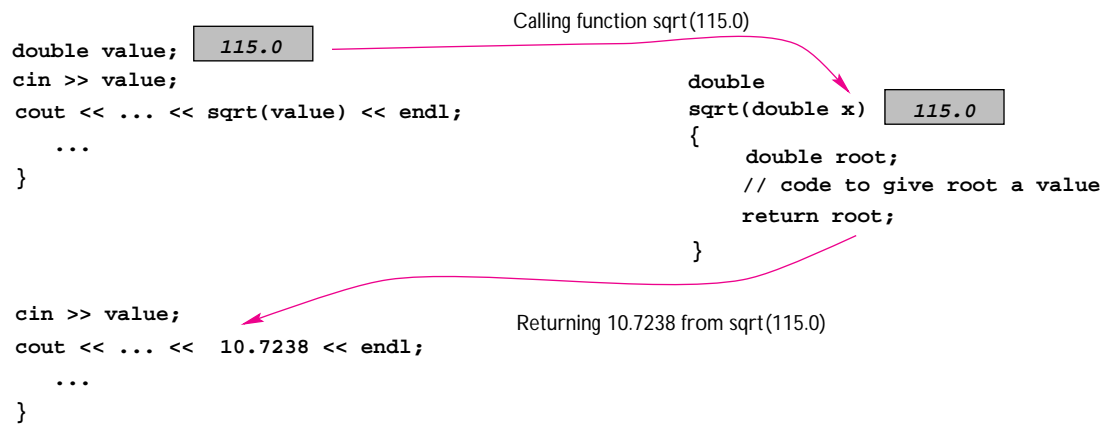 Calling function sqrt(115.0)
double value; 115.0
cin >> value;
cout << ... << sqrt(value) << endl;
...
}
double
sqrt(double x) 115.0
{
double root;
// code to give root a value
return root;
}
cin >> value;
Returning 10.7238 from sqrt(115.0)
cout << ... << 10.7238 << endl;
...
}